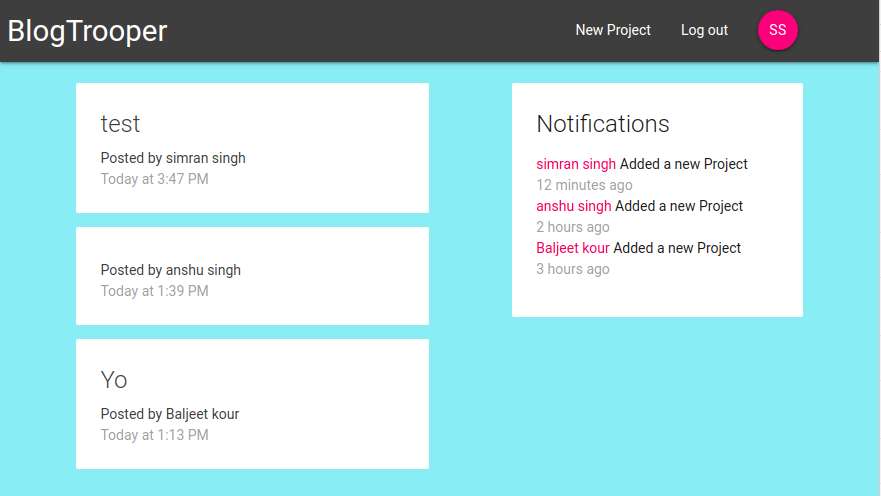 BlogTrooper
New Project
Log out
SS
test
Posted by simran singh
Today at 3:47 PM
Posted by anshu singh
Today at 1:39 PM
Yo
Posted by Baljeet kour
Today at 1:13 PM
Notifications
simran singh Added a new Project
12 minutes ago
anshu singh Added a new Project
2 hours ago
Baljeet kour Added a new Project
3 hours ago